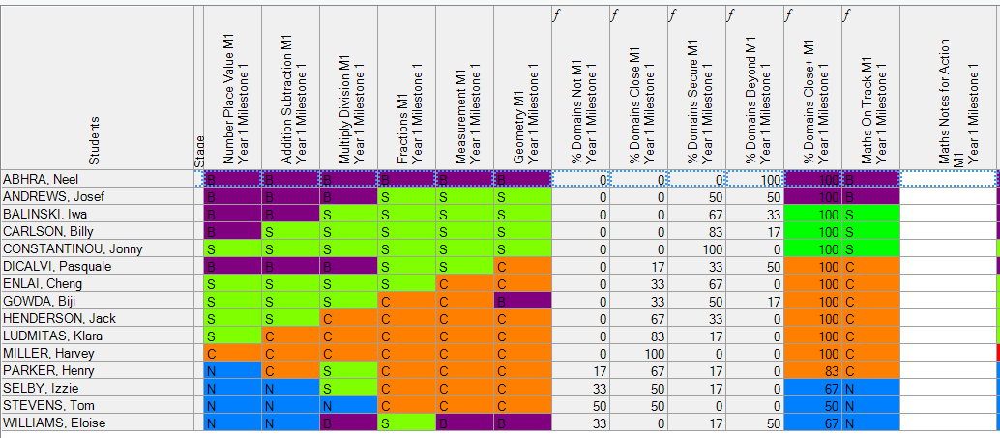 f f f f f f
Students
Stage
Number Place Value M1
Year 1 Milestone 1
Addition Subtraction M1
Year 1 Milestone 1
Multiply Division M1
Year 1 Milestone 1
Fractions M1
Year 1 Milestone 1
Measurement M1
Year 1 Milestone 1
Geometry M1
Year 1 Milestone 1
% Domains Not M1
Year 1 Milestone 1
% Domains Close M1
Year 1 Milestone 1
% Domains Secure M1
Year 1 Milestone 1
% Domains Beyond M1
Year 1 Milestone 1
% Domains Close+ M1
Year 1 Milestone 1
Maths On Track M1
Year 1 Milestone 1
Maths Notes for Action
M1
Year 1 Milestone 1
ABHRA, Neel B B B B B B 0 0 0 100 100 B
ANDREWS, Josef B B B S S S 0 0 50 50 100 B
BALINSKI, Iwa B B S S S S 0 0 67 33 100 S
CARLSON, Billy B S S S S S 0 0 83 17 100 S
CONSTANTINOU, Jonny S S S S S S 0 0 100 0 100 S
DICALVI, Pasquale B B B S S C 0 17 33 50 100 C
ENLAI, Cheng S S S S C C 0 33 67 0 100 C
GOWDA, Biji S S S C C B 0 33 50 17 100 C
HENDERSON, Jack S S C C C C 0 67 33 0 100 C
LUDMITAS, Klara S C C C C C 0 83 17 0 100 C
MILLER, Harvey C C C C C C 0 100 0 0 100 C
PARKER, Henry N C S C C C 17 67 17 0 83 C
SELBY, Izzie N N S C C C 33 50 17 0 67 N
STEVENS, Tom N N N C C C 50 50 0 0 50 N
WILLIAMS, Eloise N N B S B B 33 0 17 50 67 N